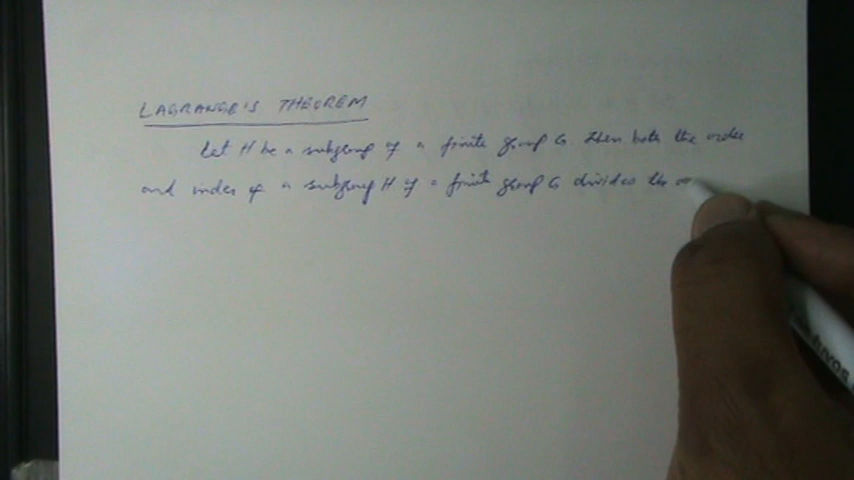 LAGRANGE'S THEOREM
Let H be a subgroup of a finite group G. Then both the order
and index of a subgroup H of a finite group G divides the or